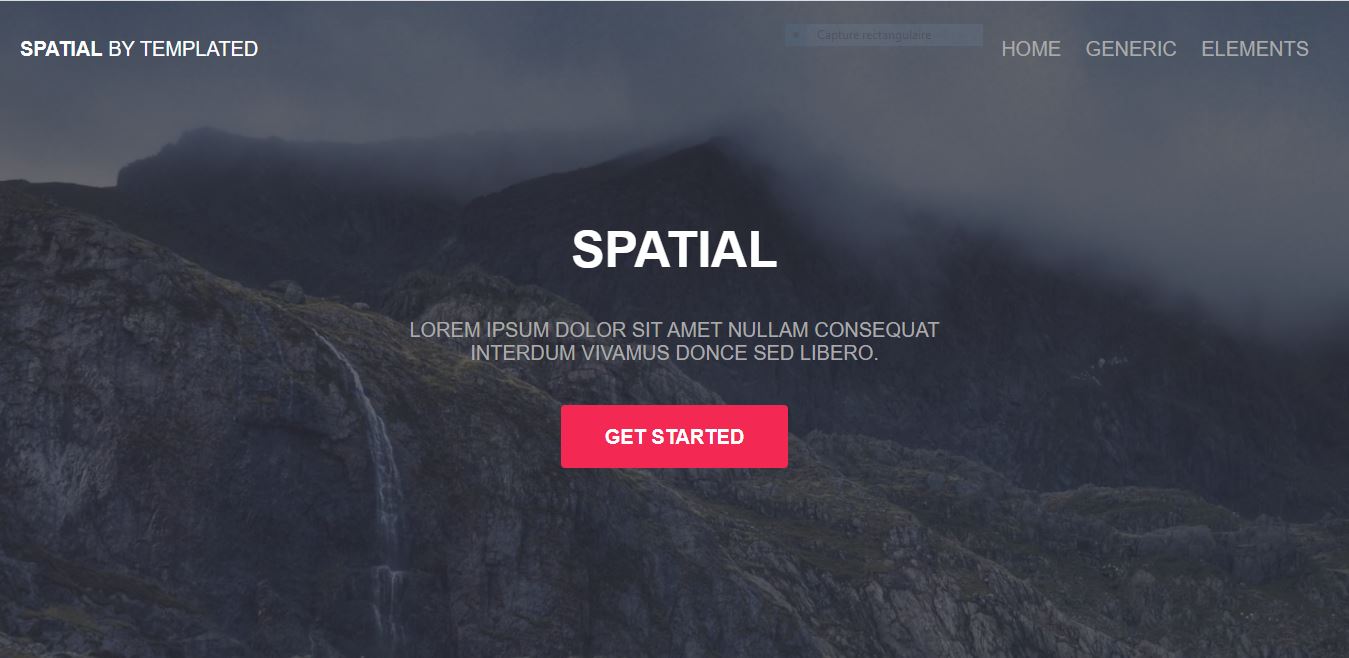 SPATIAL BY TEMPLATED
Capture rectangulaire
HOME GENERIC ELEMENTS
SPATIAL
LOREM IPSUM DOLOR SIT AMET NULLAM CONSEQUAT
INTERDUM VIVAMUS DONCE SED LIBERO.
GET STARTED